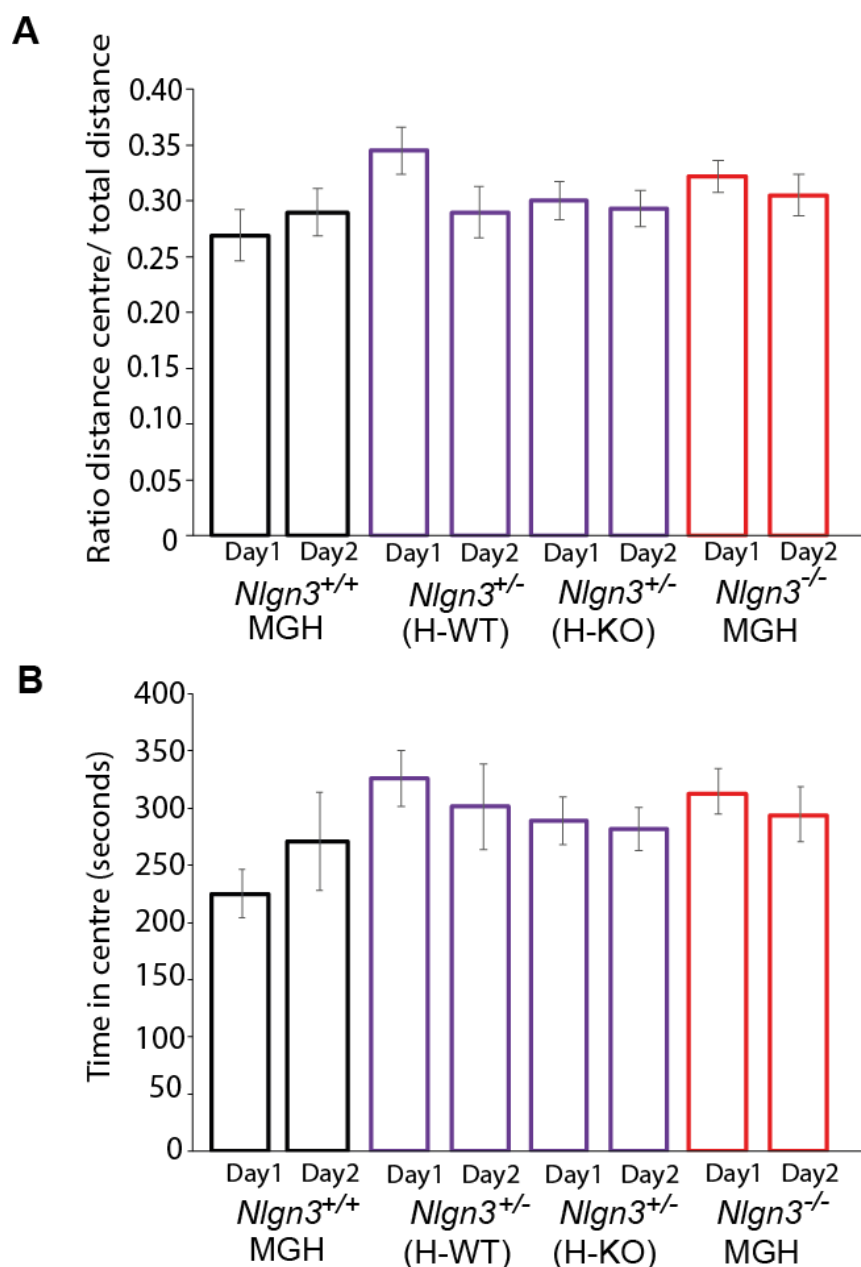 A
Ratio distance centre/ total distance
0.40
0.35
0.30
0.25
0.20
0.15
0.10
0.05
0
Day1 Day2 Day1 Day2 Day1 Day2 Day1 Day2
Nlgn3+/+ Nlgn3+/- Nlgn3+/- Nlgn3-/-
MGH (H-WT) (H-KO) MGH
B
Time in centre (seconds)
400
350
300
250
200
150
100
50
0
Day1 Day2 Day1 Day2 Day1 Day2 Day1 Day2
Nlgn3+/+ Nlgn3+/- Nlgn3+/- Nlgn3-/-
MGH (H-WT) (H-KO) MGH